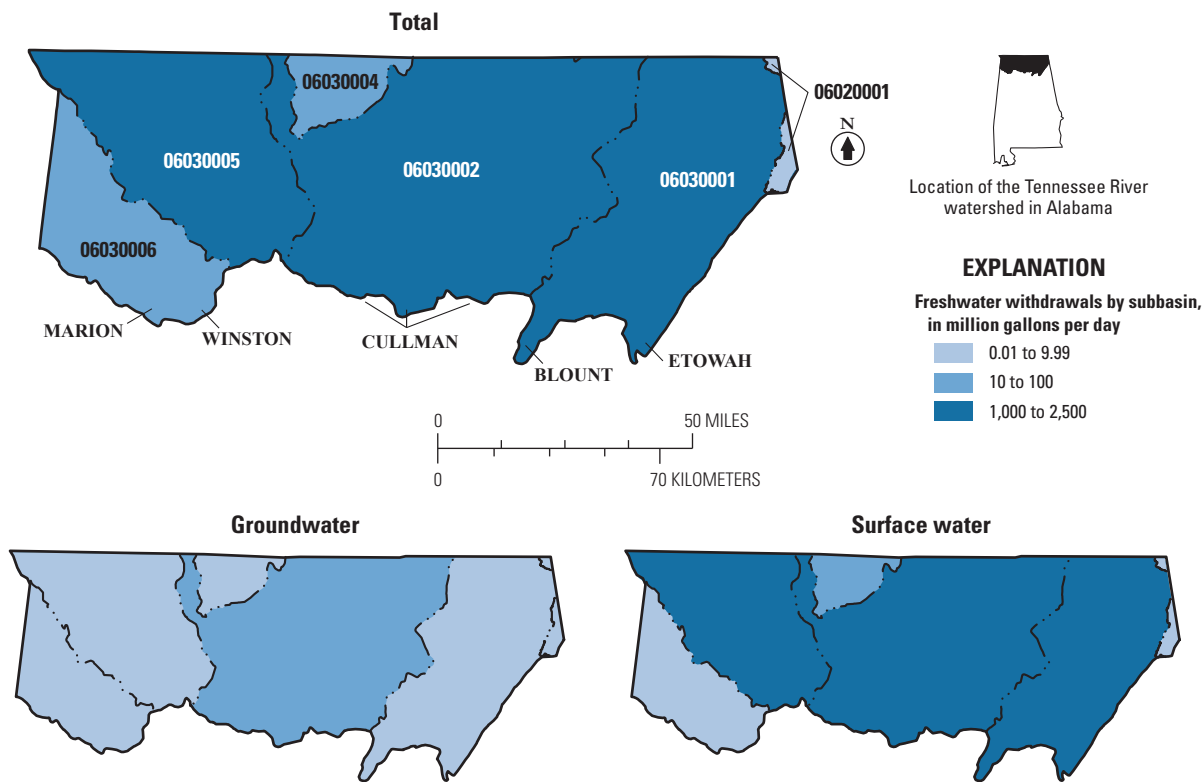 Total
06030004
06020001
N
06030005
06030002
06030001
06030006
MARION
WINSTON
CULLMAN
BLOUNT
ETOWAH
Location of the Tennessee River
watershed in Alabama
EXPLANATION
Freshwater withdrawals by subbasin,
in million gallons per day
0.01 to 9.99
10 to 100
1,000 to 2,500
0 50 MILES
0 70 KILOMETERS
Groundwater
Surface water